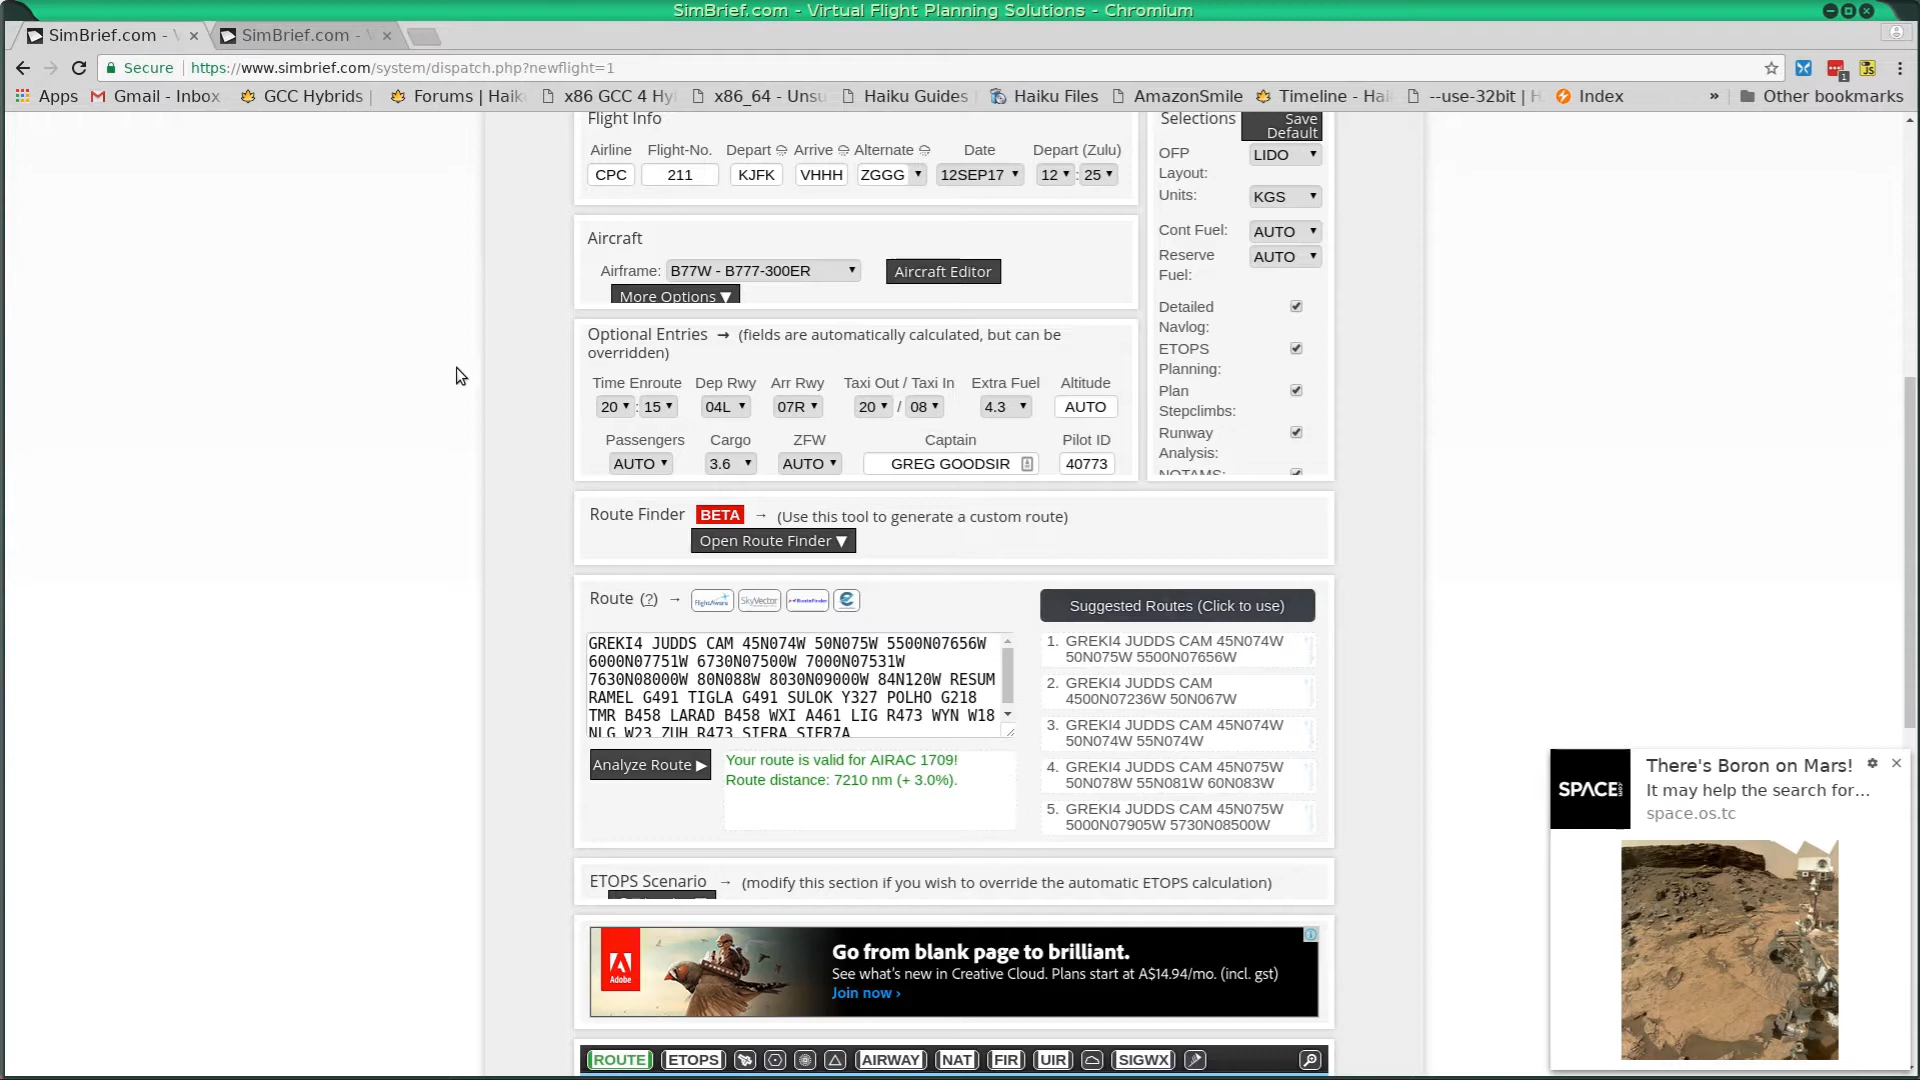 SimBrief.com - Virtual Flight Planning Solutions - Chromium
SimBrief.com - V
SimBrief.com - V
Secure
https://www.simbrief.com/system/dispatch.php?newflight=1
Apps
Gmail - Inbox
GCC Hybrids |
Forums | Haik
x86 GCC 4 Hy
x86_64 - Unsu
Haiku Guides
Haiku Files
AmazonSmile
Timeline - Hai
--use-32bit | H
Index
»
Other bookmarks
1
JS
Flight Info
Airline Flight-No. Depart Arrive Alternate Date Depart (Zulu)
CPC 211 KJFK VHHH ZGGG 12SEP17 12 : 25
Aircraft
Airframe: B77W - B777-300ER
Aircraft Editor
More Options ▼
Optional Entries → (fields are automatically calculated, but can be
overridden)
Time Enroute Dep Rwy Arr Rwy Taxi Out / Taxi In Extra Fuel Altitude
20 : 15 04L 07R 20 / 08 4.3 AUTO
Passengers Cargo ZFW Captain Pilot ID
AUTO 3.6 AUTO GREG GOODSIR 40773
Selections
Save
Default
OFP
Layout:
LIDO
Units:
KGS
Cont Fuel:
AUTO
Reserve
Fuel:
AUTO
Detailed
Navlog:
ETOPS
Planning:
Plan
Stepclimbs:
Runway
Analysis:
NOTAMS:
Route Finder BETA → (Use this tool to generate a custom route)
Open Route Finder ▼
Route (?) →
FlightAware
SkyVector
RouteFinder
GREKI4 JUDDS CAM 45N074W 50N075W 5500N07656W
6000N07751W 6730N07500W 7000N07531W
7630N08000W 80N088W 8030N09000W 84N120W RESUM
RAMEL G491 TIGLA G491 SULOK Y327 POLHO G218
TMR B458 LARAD B458 WXI A461 LIG R473 WYN W18
NLG W23 ZUH R473 SIERA SIER7A
Analyze Route ▶
Your route is valid for AIRAC 1709!
Route distance: 7210 nm (+ 3.0%).
Suggested Routes (Click to use)
1. GREKI4 JUDDS CAM 45N074W
50N075W 5500N07656W
2. GREKI4 JUDDS CAM
4500N07236W 50N067W
3. GREKI4 JUDDS CAM 45N074W
50N074W 55N074W
4. GREKI4 JUDDS CAM 45N075W
50N078W 55N081W 60N083W
5. GREKI4 JUDDS CAM 45N075W
5000N07905W 5730N08500W
ETOPS Scenario → (modify this section if you wish to override the automatic ETOPS calculation)
Adobe
Go from blank page to brilliant.
See what's new in Creative Cloud. Plans start at A$14.94/mo. (incl. gst)
Join now ›
ROUTE ETOPS AIRWAY NAT FIR UIR SIGWX
SPACE.com
There's Boron on Mars!
It may help the search for...
space.os.tc